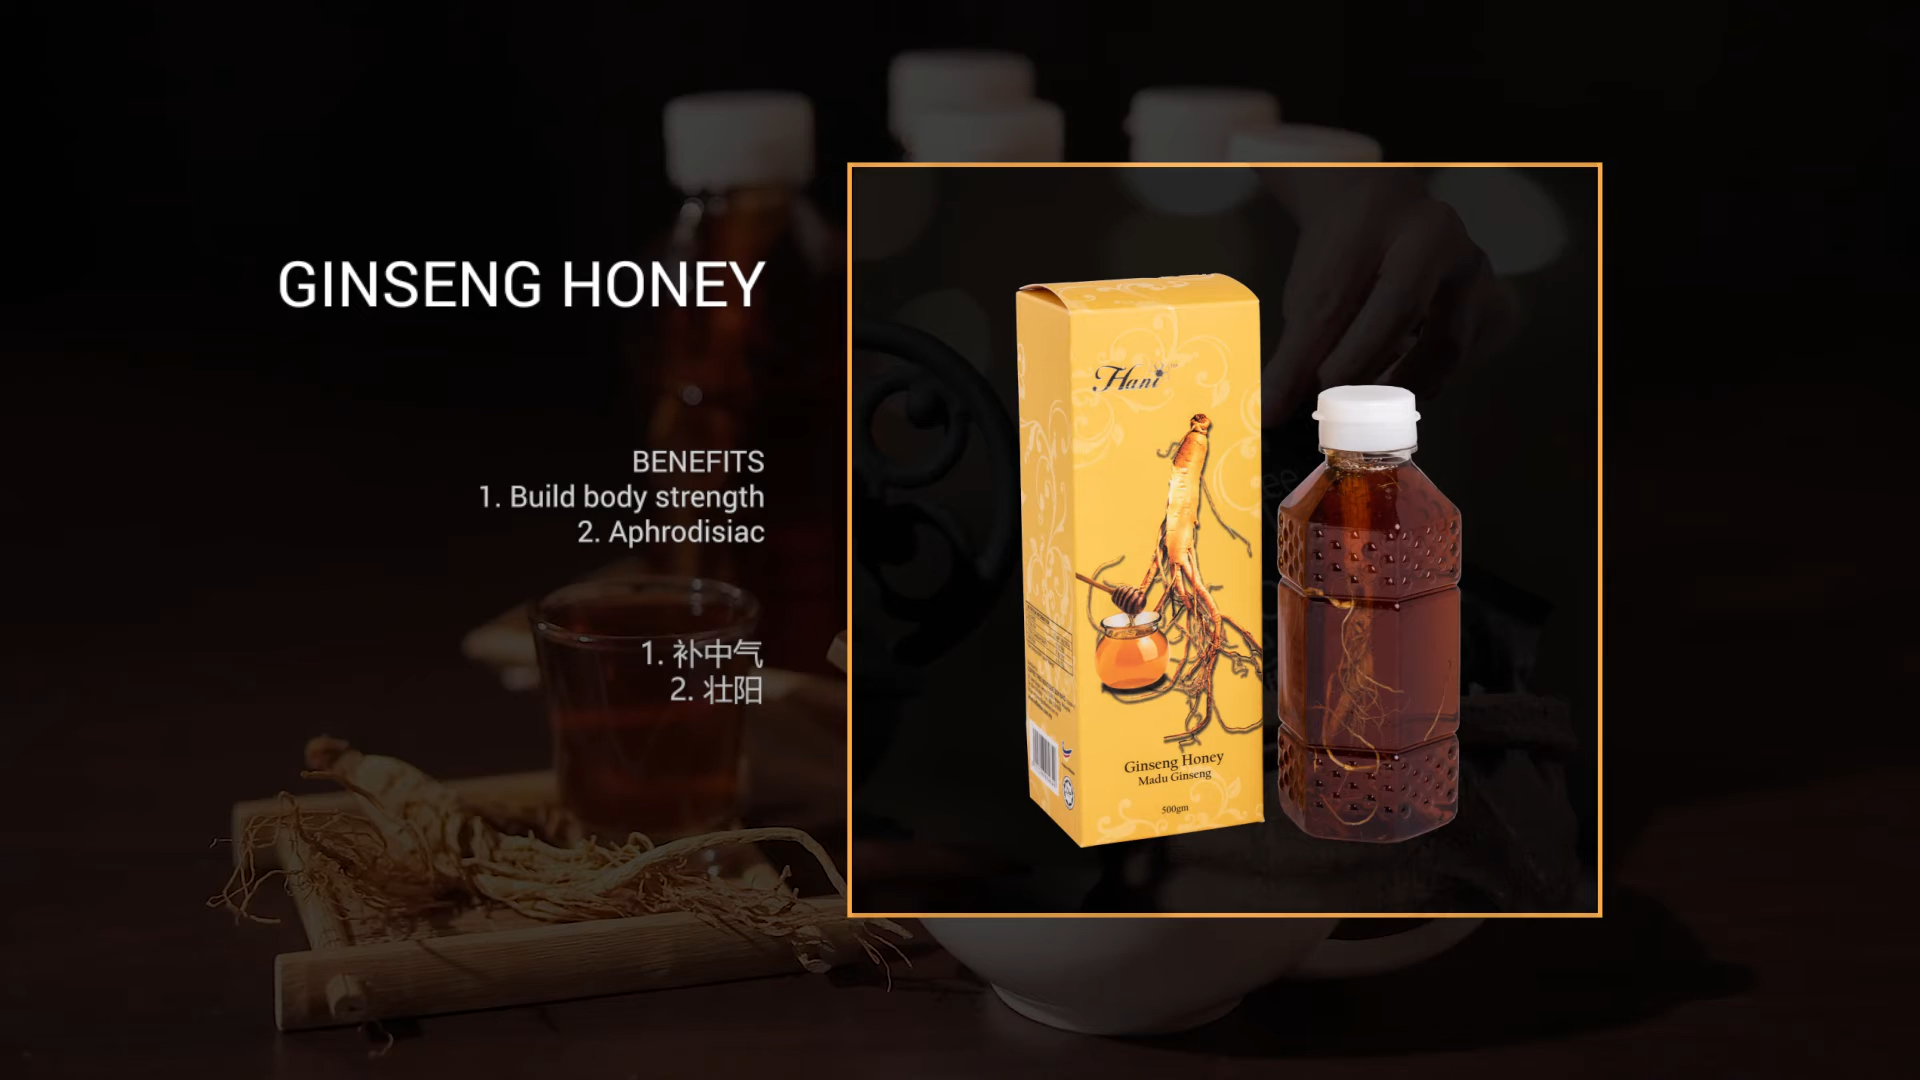 GINSENG HONEY
BENEFITS
1. Build body strength
2. Aphrodisiac
1. 补中气
2. 壮阳
Hani
Ginseng Honey
Madu Ginseng
500gm